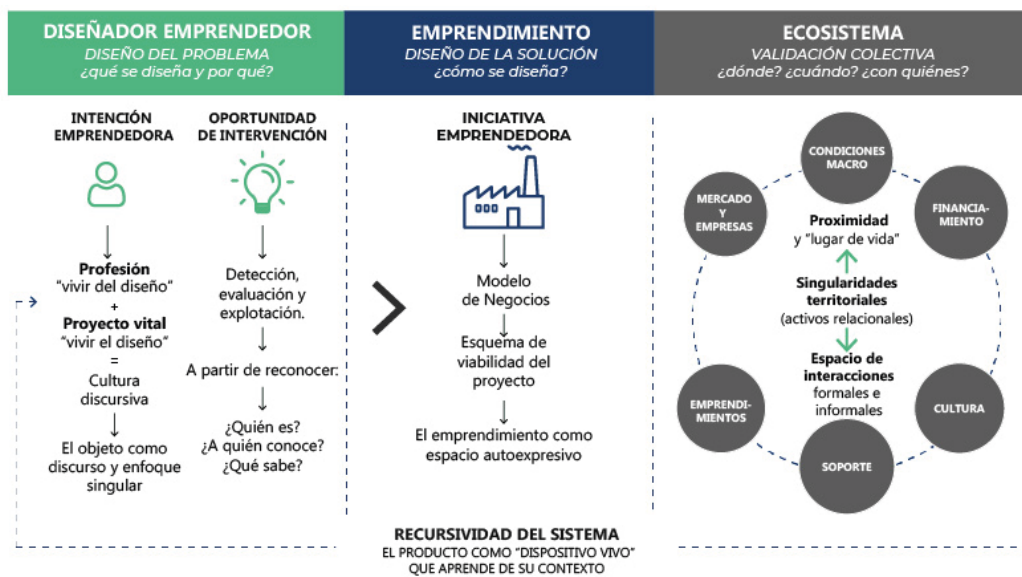 DISEÑADOR EMPRENDEDOR
DISEÑO DEL PROBLEMA
¿qué se diseña y por qué?
INTENCIÓN
EMPRENDEDORA
Profesión
"vivir del diseño"
+
Proyecto vital
"vivir el diseño"
=
Cultura
discursiva
El objeto como
discurso y enfoque
singular
OPORTUNIDAD
DE INTERVENCIÓN
Detección,
evaluación y
explotación.
A partir de reconocer:
¿Quién es?
¿A quién conoce?
¿Qué sabe?
EMPRENDIMIENTO
DISEÑO DE LA SOLUCIÓN
¿cómo se diseña?
INICIATIVA
EMPRENDEDORA
Modelo
de Negocios
Esquema de
viabilidad del
proyecto
El emprendimiento como
espacio autoexpresivo
ECOSISTEMA
VALIDACIÓN COLECTIVA
¿dónde? ¿cuándo? ¿con quiénes?
CONDICIONES
MACRO
MERCADO
Y
EMPRESAS
FINANCIA-
MIENTO
Proximidad
y "lugar de vida"
Singularidades
territoriales
(activos relacionales)
Espacio de
interacciones
formales e
informales
EMPRENDI-
MIENTOS
CULTURA
SOPORTE
RECURSIVIDAD DEL SISTEMA
EL PRODUCTO COMO "DISPOSITIVO VIVO"
QUE APRENDE DE SU CONTEXTO